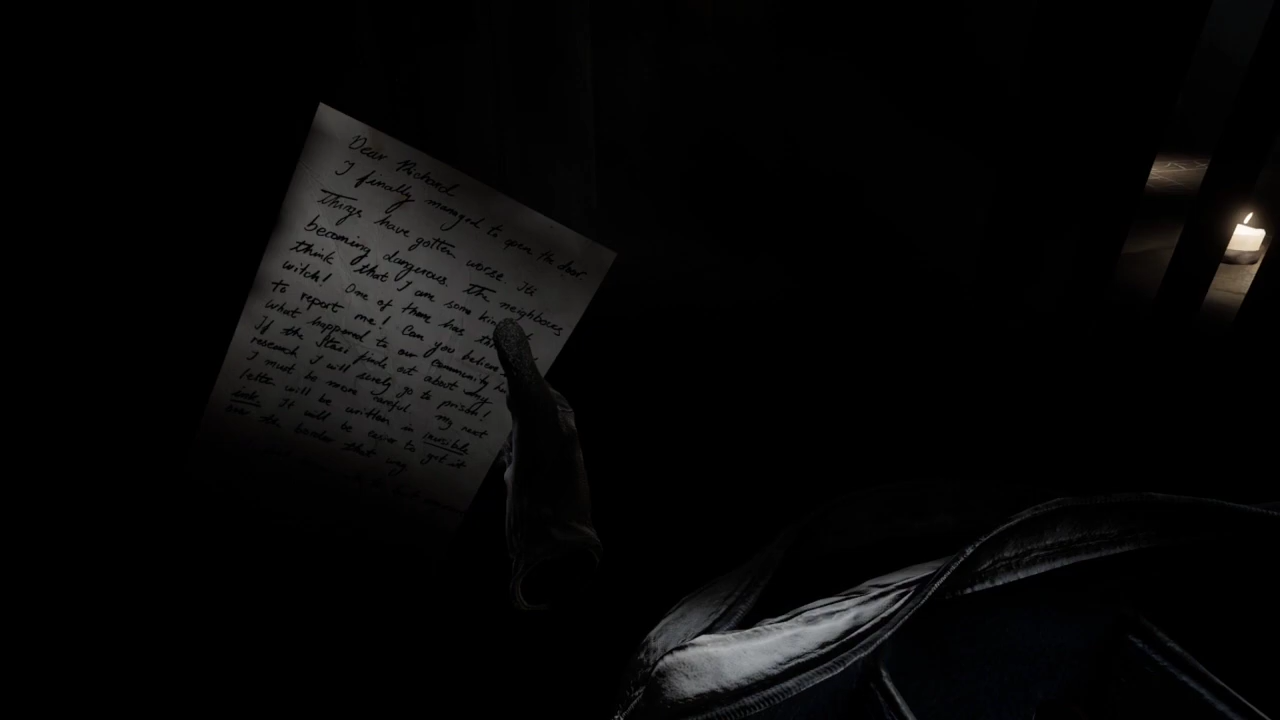 Dear Richard
I finally managed to open the door
Things have gotten worse. It's
becoming dangerous. The neighbours
think that I am some kind
witch! One of them has
to report me! Can you believe
what happened to our community
If the Stasi finds out about my
research I will surely go to prison!
I must be more careful. My next
letter will be written in invisible
ink. It will be easier to get it
over the border that way